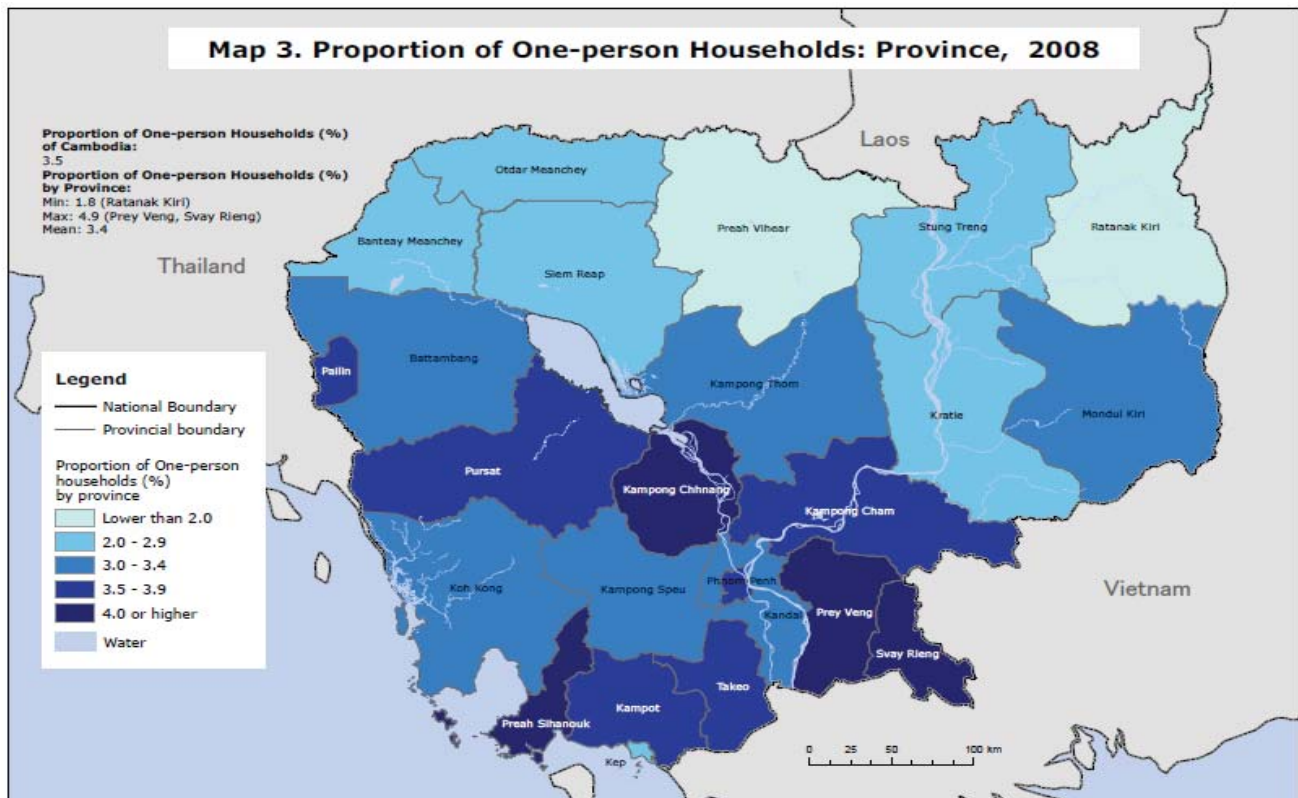 Map 3. Proportion of One-person Households: Province, 2008
Proportion of One-person Households (%)
of Cambodia:
3.5
Proportion of One-person Households (%)
by Province:
Min: 1.8 (Ratanak Kiri)
Max: 4.9 (Prey Veng, Svay Rieng)
Mean: 3.4
Laos
Otdar Meanchey
Preah Vihear
Stung Treng
Ratanak Kiri
Banteay Meanchey
Siem Reap
Thailand
Battambang
Pailin
Kampong Thom
Kratie
Mondul Kiri
Legend
National Boundary
Provincial boundary
Proportion of One-person
households (%)
by province
Lower than 2.0
2.0 - 2.9
3.0 - 3.4
3.5 - 3.9
4.0 or higher
Water
Pursat
Kampong Chhnang
Kampong Cham
Koh Kong
Kampong Speu
Phnom Penh
Kandal
Prey Veng
Svay Rieng
Vietnam
Takeo
Kampot
Preah Sihanouk
Kep
0 25 50 100 km